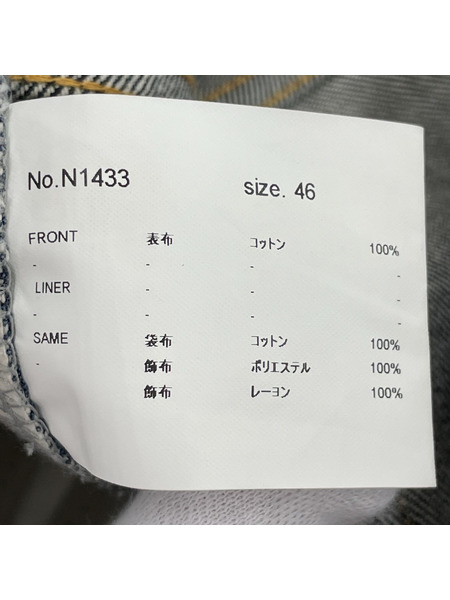 No.N1433 size. 46
FRONT 表布 コットン 100%
- - - -
LINER - - -
- - - -
SAME 袋布 コットン 100%
- 飾布 ポリエステル 100%
飾布 レーヨン 100%